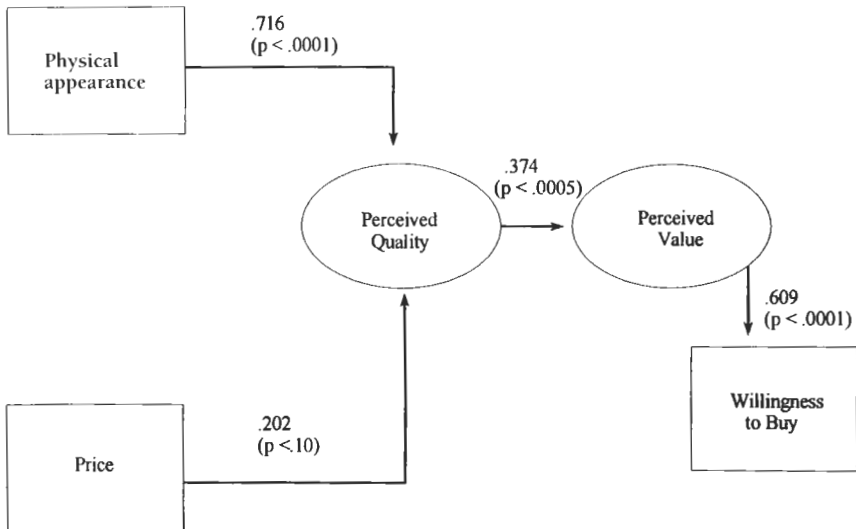 .716
(p < .0001)
Physical
appearance
.374
(p < .0005)
Perceived
Quality
Perceived
Value
.609
(p < .0001)
Willingness
to Buy
.202
(p <.10)
Price